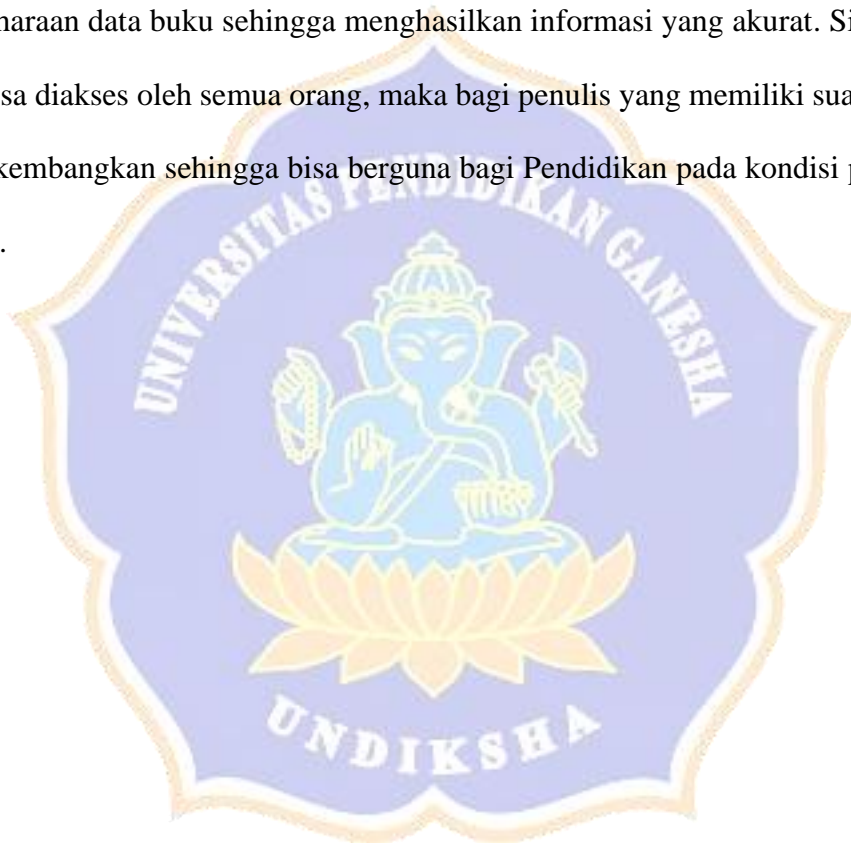 haraan data buku sehingga menghasilkan informasi yang akurat. Si
sa diakses oleh semua orang, maka bagi penulis yang memiliki sua
kembangkan sehingga bisa berguna bagi Pendidikan pada kondisi p
.
UNIVERSITAS PENDIDIKAN GANESHA
UNDIKSHA